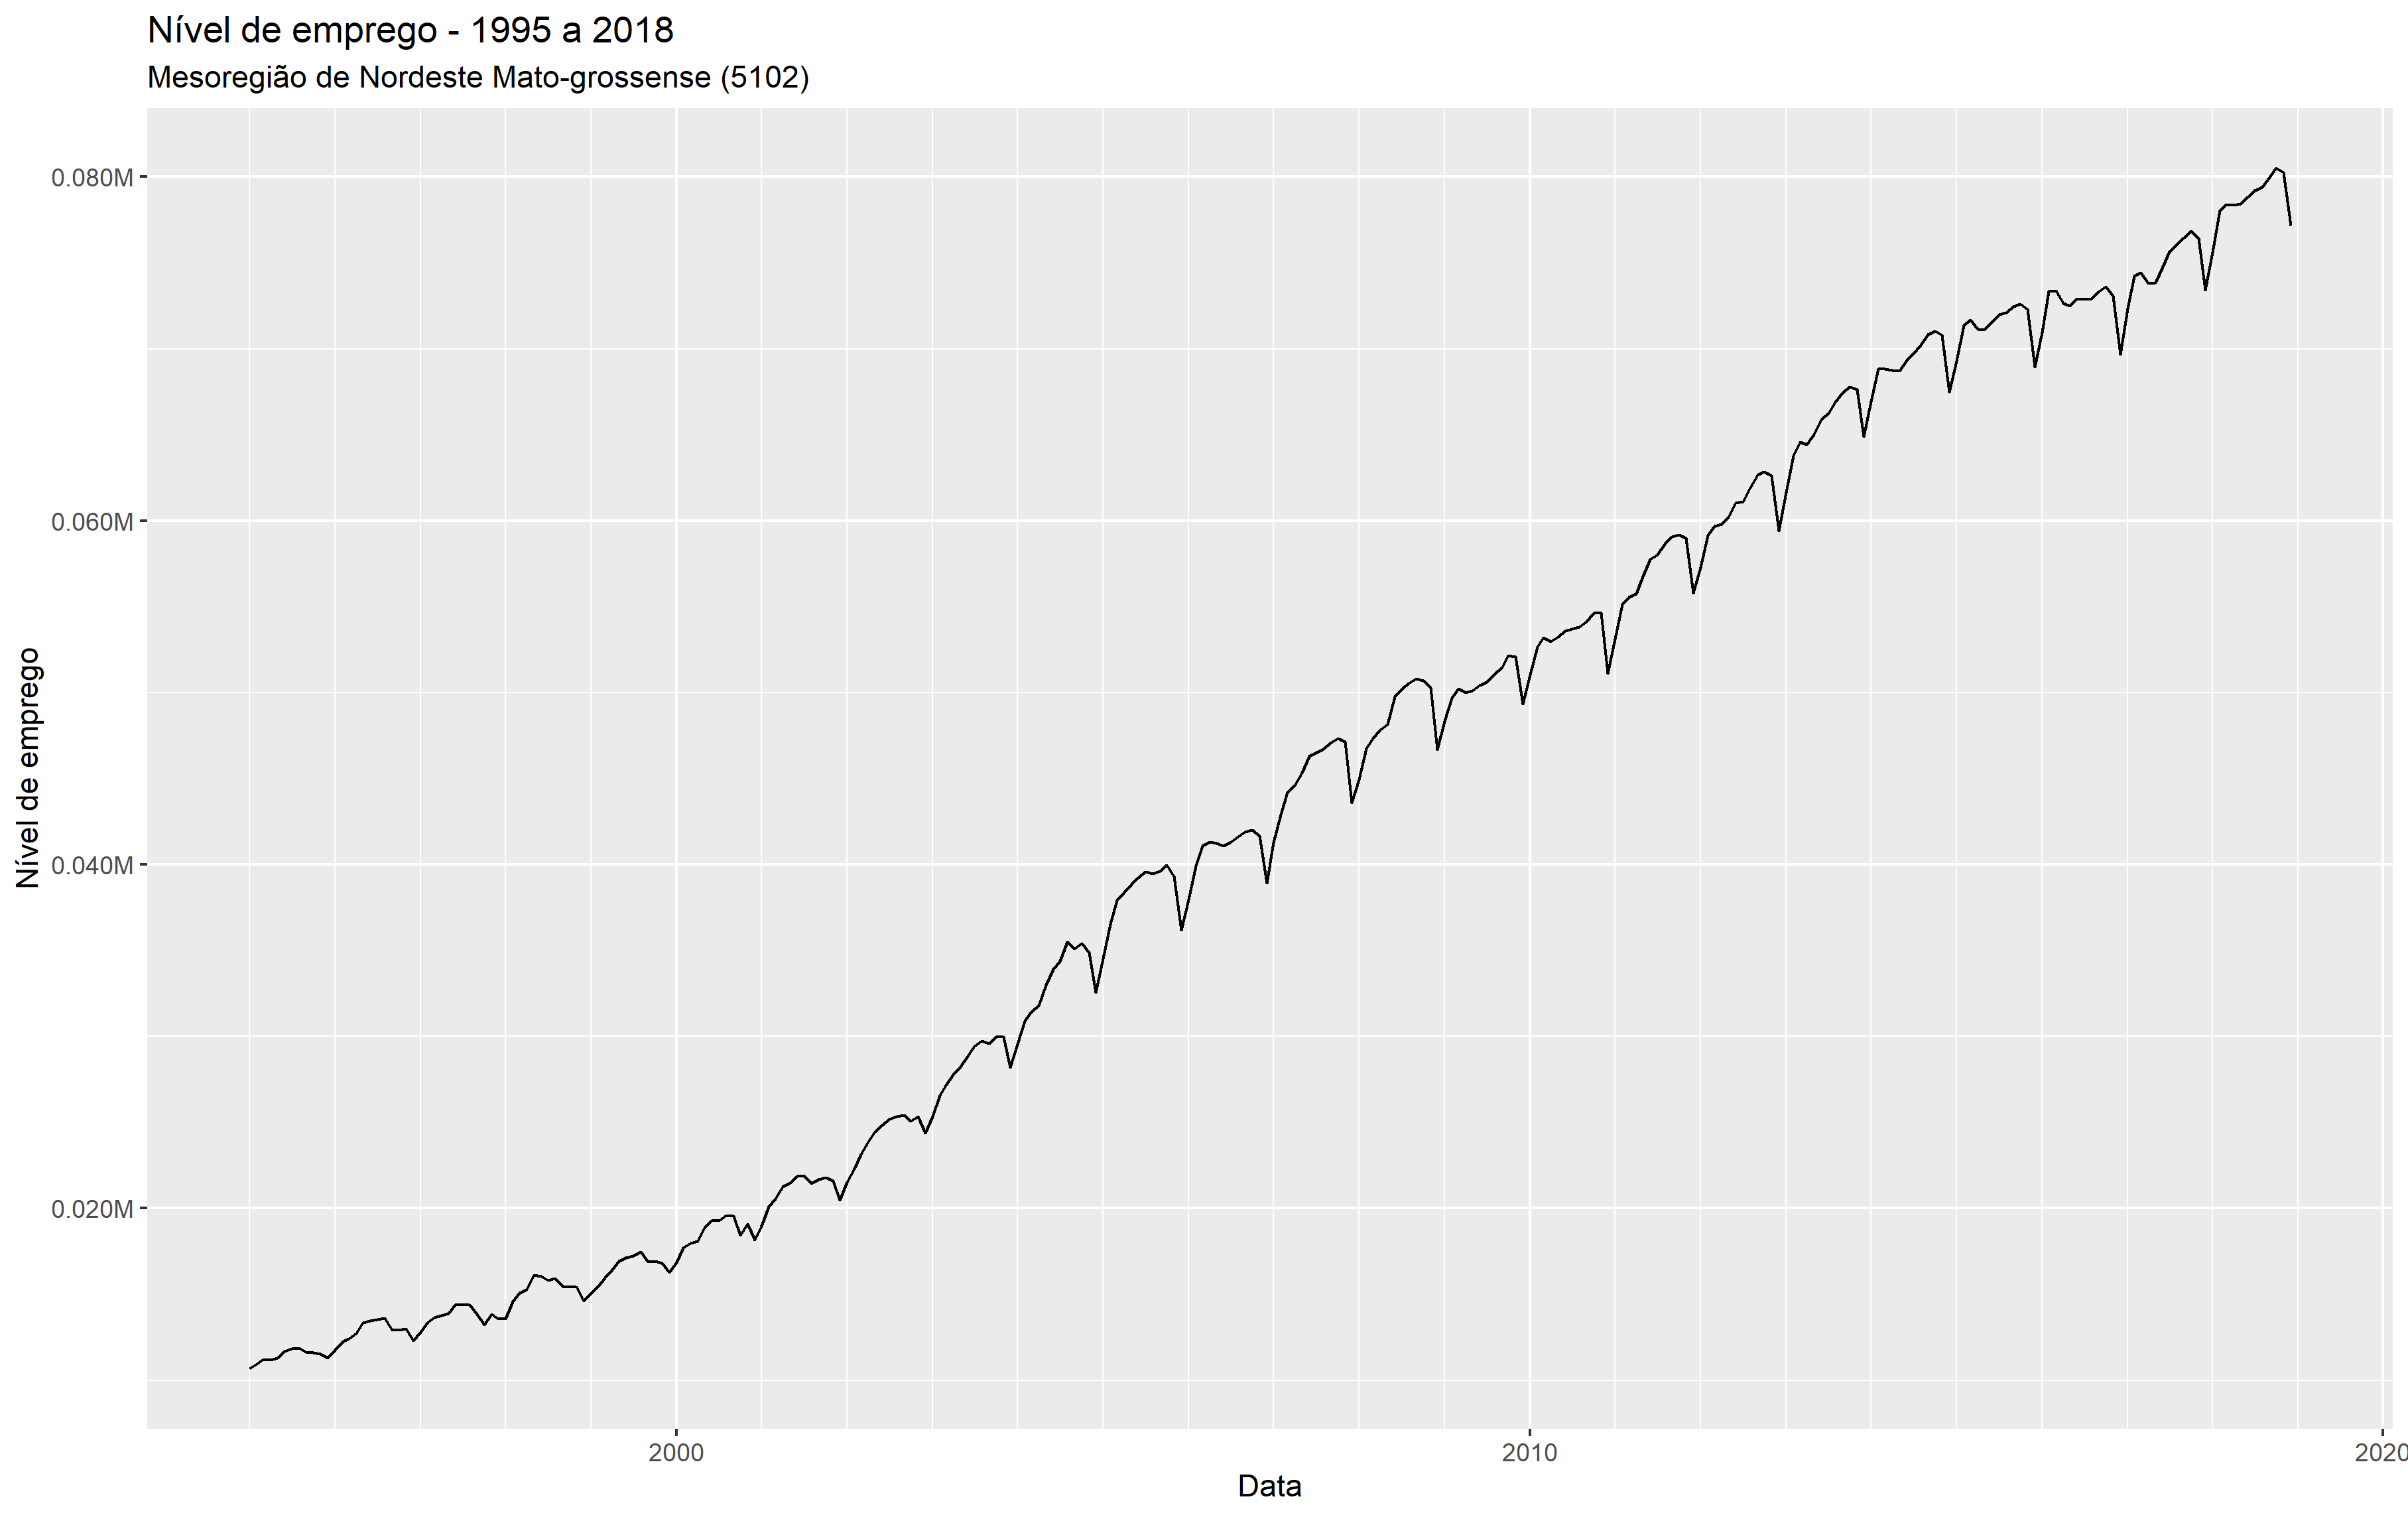 Nível de emprego - 1995 a 2018
Mesoregião de Nordeste Mato-grossense (5102)
0.080M
0.060M
0.040M
0.020M
Nível de emprego
2000
2010
2020
Data